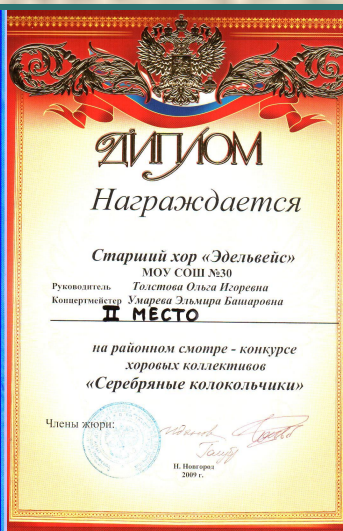 ДИПЛОМ
Награждается
Старший хор «Эдельвейс»
МОУ СОШ №30
Руководитель Толстова Ольга Игоревна
Концертмейстер Умарева Эльмира Башаровна
II МЕСТО
на районном смотре - конкурсе
хоровых коллективов
«Серебряные колокольчики»
Члены жюри:
Н. Новгород
2009 г.